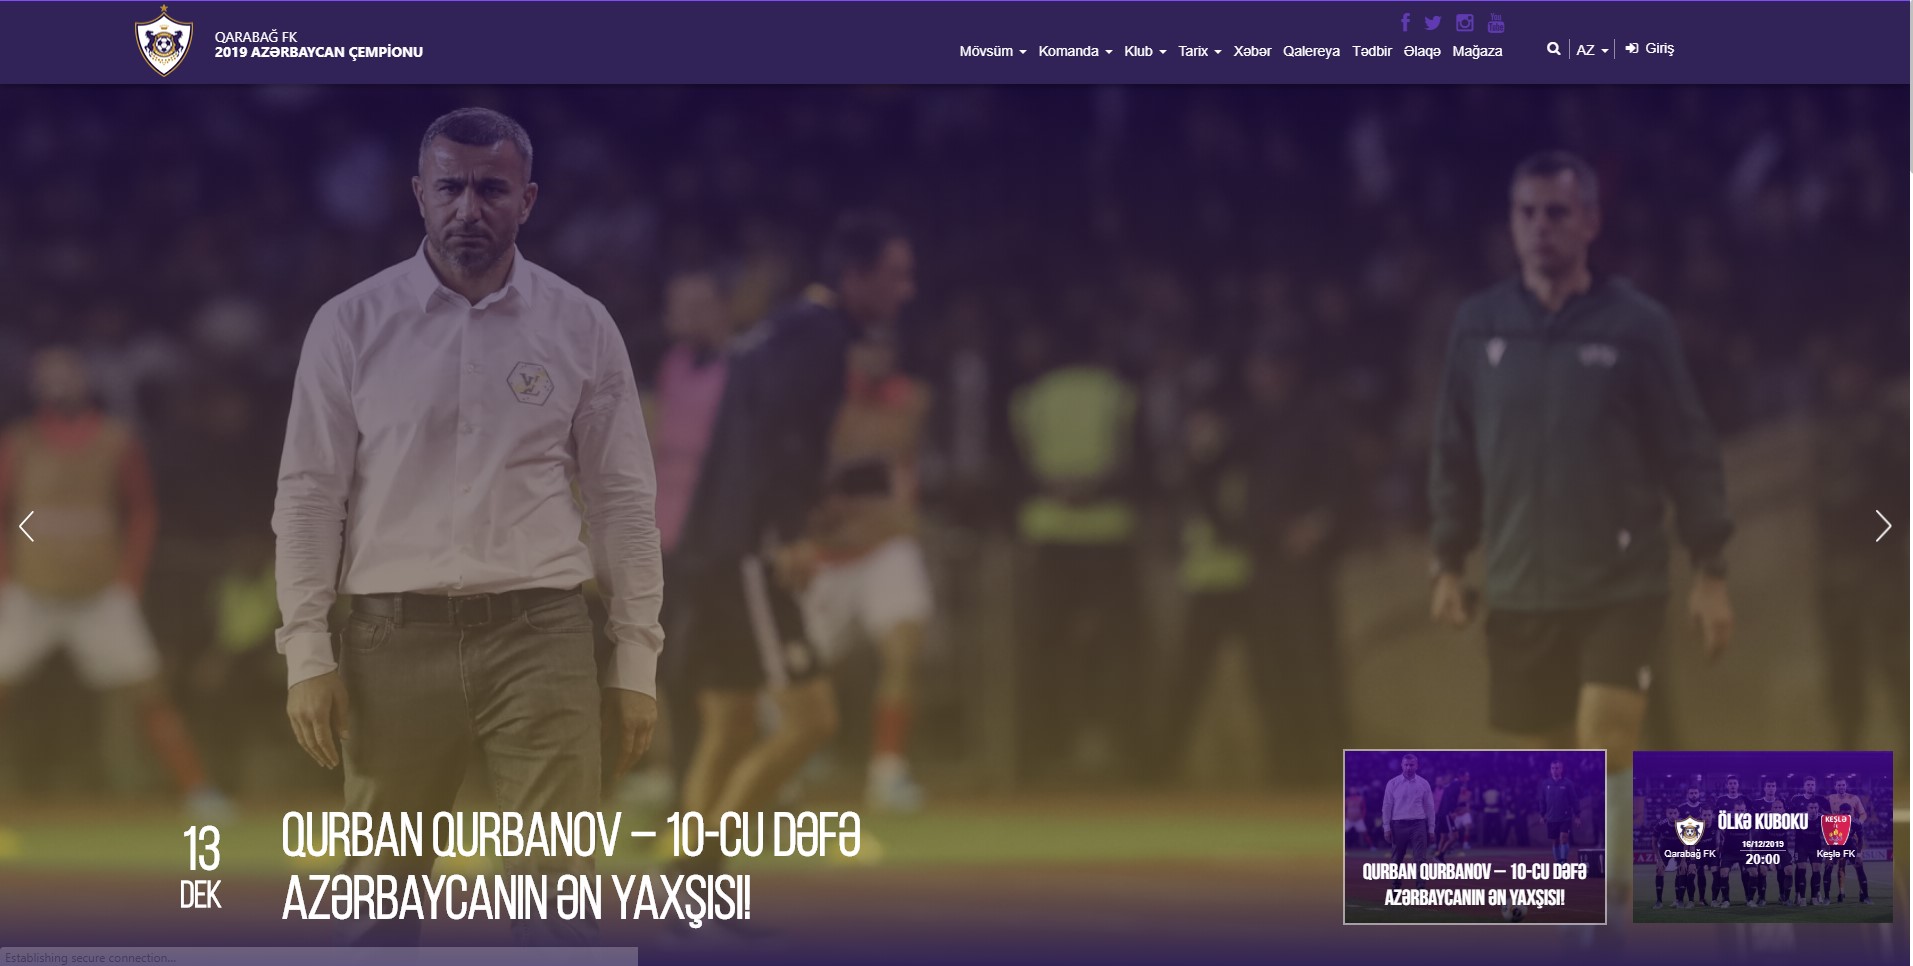 QARABAĞ FK
2019 AZƏRBAYCAN ÇEMPİONU
Mövsüm Komanda Klub Tarix Xəbər Qalereya Tədbir Əlaqə Mağaza
AZ Giriş
13
DEK
QURBAN QURBANOV – 10-CU DƏFƏ
AZƏRBAYCANIN ƏN YAXŞISI!
QURBAN QURBANOV – 10-CU DƏFƏ
AZƏRBAYCANIN ƏN YAXŞISI!
ÖLKƏ KUBOKU
KEŞLƏ
16/12/2019
Qarabağ FK
Keşlə FK
20:00
Establishing secure connection...